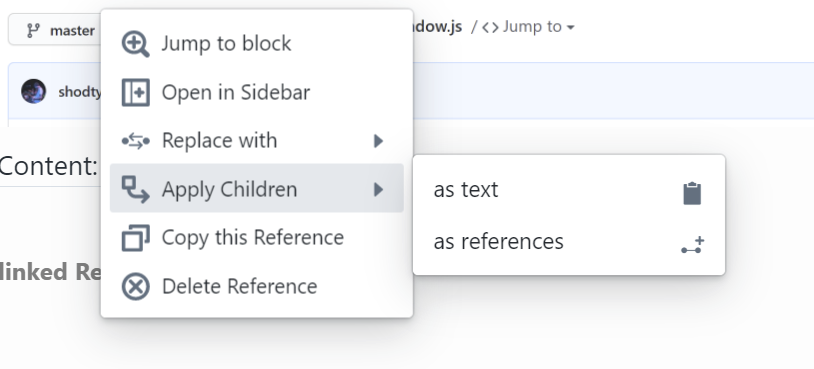 master
dow.js / <> Jump to
shodty
Content:
linked Re
Jump to block
Open in Sidebar
Replace with
Apply Children
Copy this Reference
Delete Reference
as text
as references